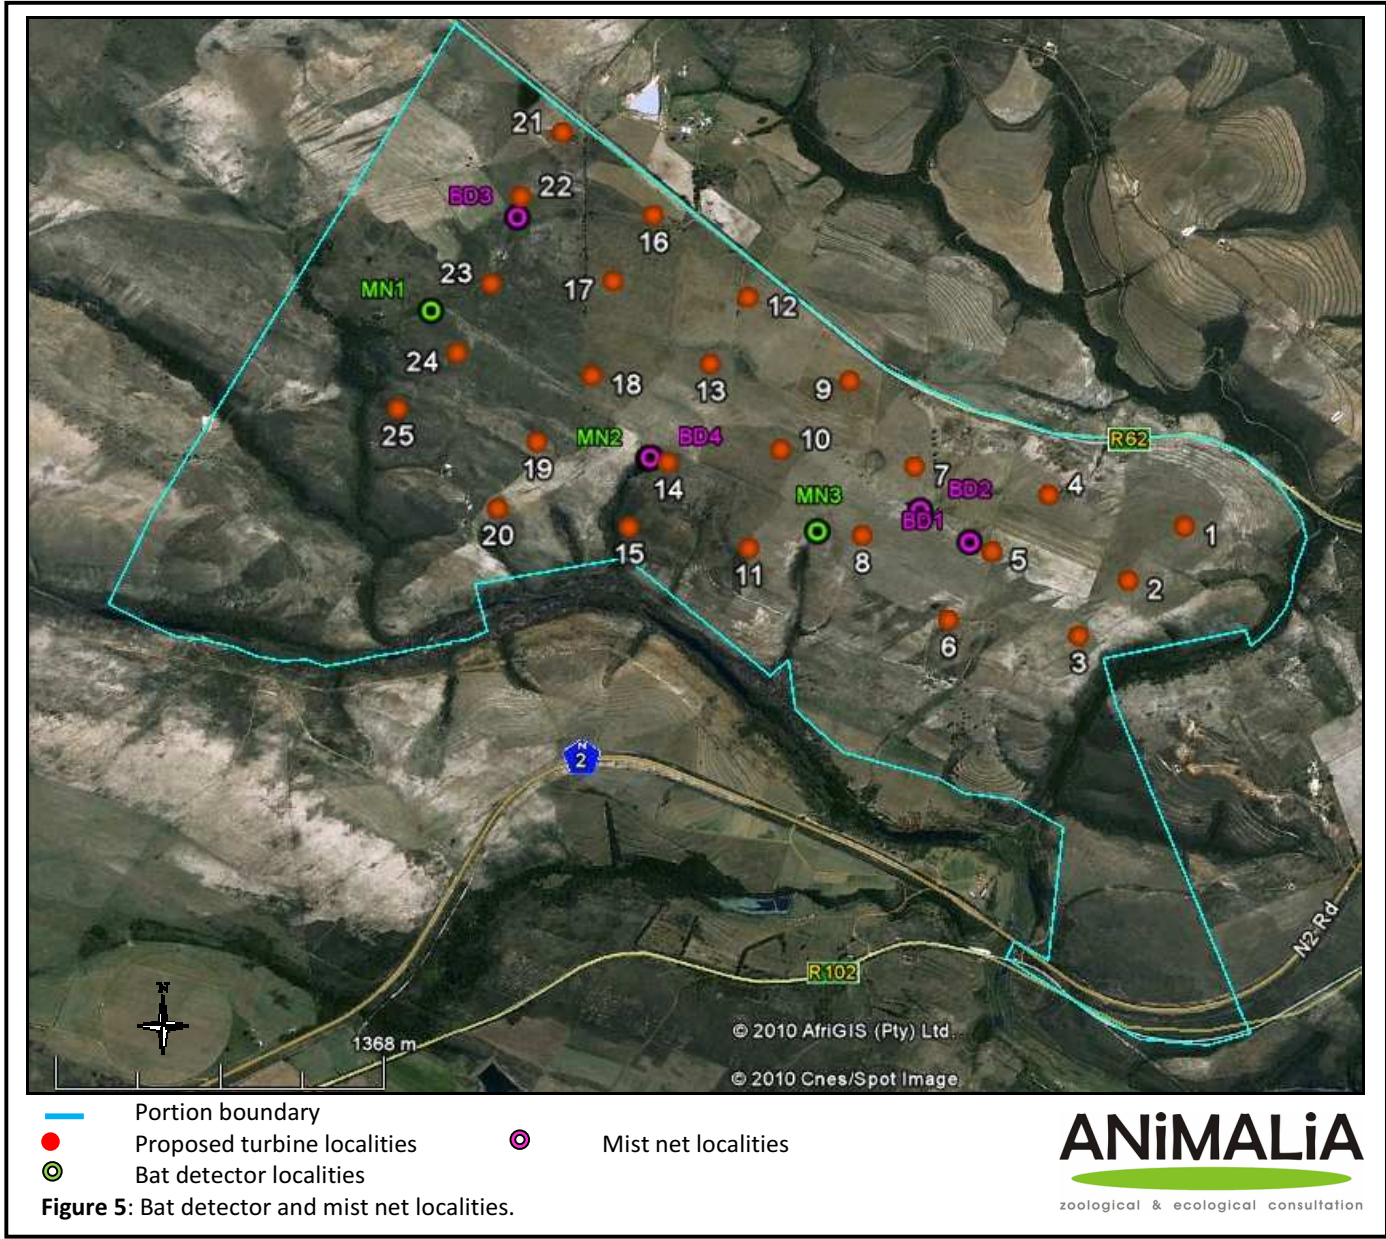 21
22
BD3
16
23
17
MN1
12
24
18
13
9
25
MN2
BD4
10
R62
19
14
7
4
BD2
MN3
20
BD1
1
15
11
8
5
2
6
3
N
2
N2 Rd
R102
N
1368 m
© 2010 AfriGIS (Pty) Ltd.
© 2010 Cnes/Spot Image
Portion boundary
Proposed turbine localities
Mist net localities
Bat detector localities
Figure 5: Bat detector and mist net localities.
ANiMALiA
zoological & ecological consultation